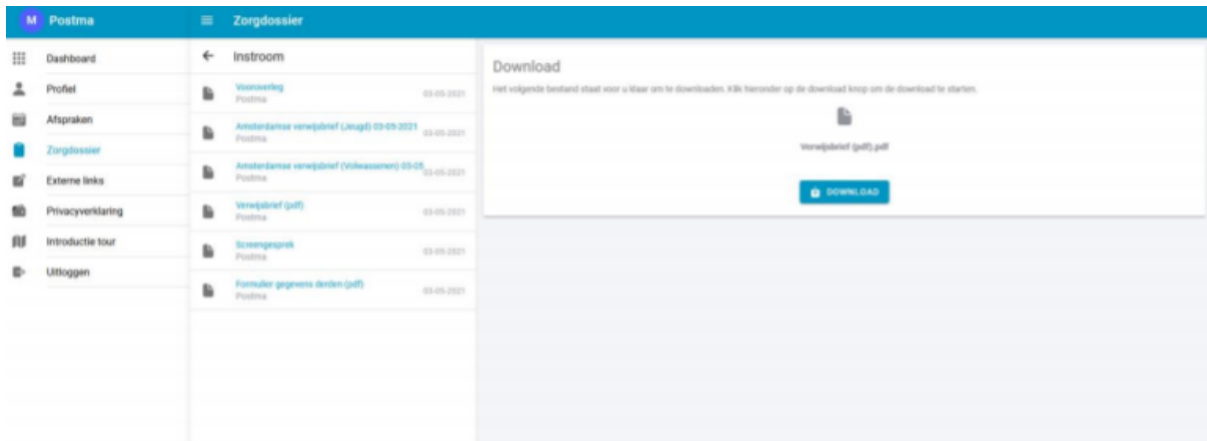 M Postma
Zorgdossier
Dashboard
Profiel
Afspraken
Zorgdossier
Externe links
Privacyverklaring
Introductie tour
Uitloggen
Instroom
Vooroverleg
Postma
03-05-2021
Amsterdamse verwijsbrief (Jeugd) 03-05-2021
Postma
03-05-2021
Amsterdamse verwijsbrief (Volwassenen) 03-05
Postma
03-05-2021
Verwijsbrief (pdf)
Postma
03-05-2021
Screengesprek
Postma
03-05-2021
Formulier gegevens derden (pdf)
Postma
03-05-2021
Download
Het volgende bestand staat voor u klaar om te downloaden. Klik hieronder op de download knop om de download te starten.
Verwijsbrief (pdf).pdf
DOWNLOAD